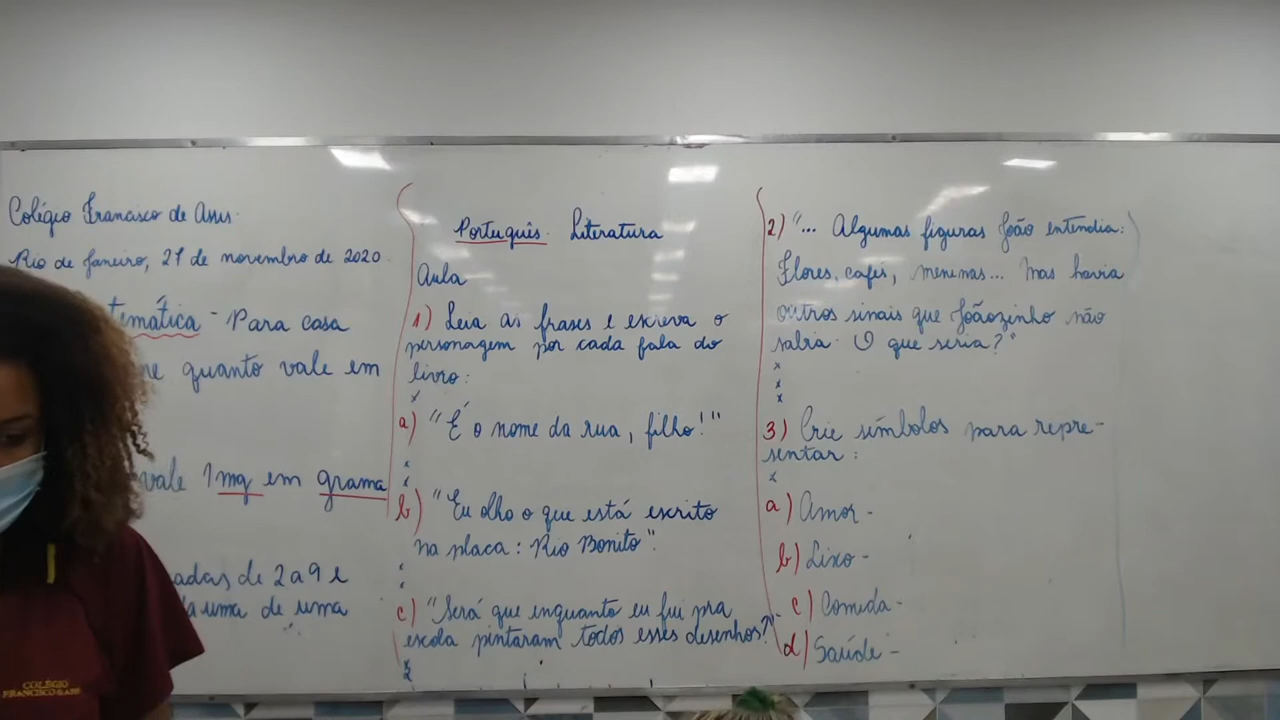 Colégio Francisco de Assis.
Rio de Janeiro, 27 de novembro de 2020.
temática - Para casa
quanto vale em
vale 1mg em grama
adas de 2 a 9 e
uma de uma
COLÉGIO
FRANCISCO
Português. Literatura
Aula
1) Leia as frases e escreva o
personagem por cada fala do
livro:
x
a) "É o nome da rua, filho!"
x
x
b) "Eu olho o que está escrito
na placa: Rio Bonito".
c) "Será que enquanto eu fui pra
escola pintaram todos esses desenhos?"
2) "... Algumas figuras João entendia:
Flores, cafés, meninas... Mas havia
outros sinais que Joãozinho não
sabia. O que seria?"
x
x
x
3) Crie símbolos para repre-
sentar:
x
a) Amor -
b) Lixo -
c) Comida -
d) Saúde -